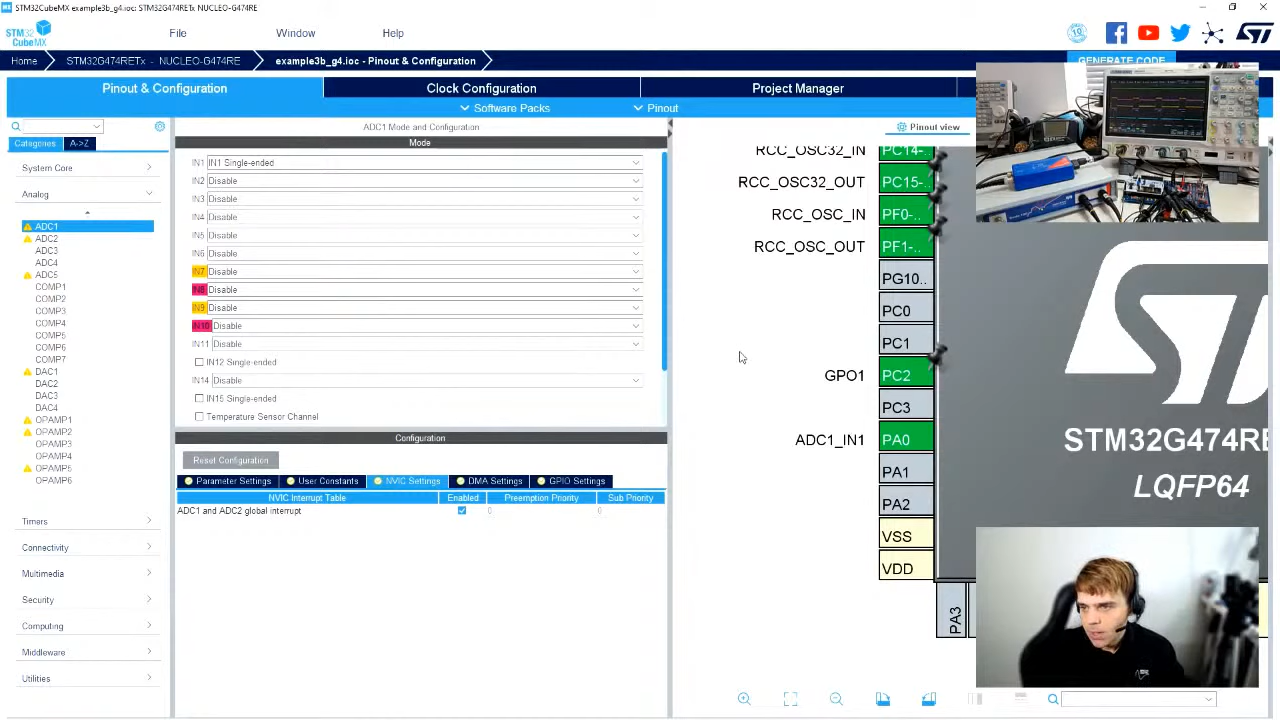 STM32CubeMX example3b_g4.ioc: STM32G474RETx NUCLEO-G474RE
STM32
CubeMX
File
Window
Help
10
Home
STM32G474RETx - NUCLEO-G474RE
example3b_g4.ioc - Pinout & Configuration
GENERATE CODE
Pinout & Configuration
Clock Configuration
Project Manager
Software Packs
Pinout
Categories
A->Z
System Core
Analog
ADC1
ADC2
ADC3
ADC4
ADC5
COMP1
COMP2
COMP3
COMP4
COMP5
COMP6
COMP7
DAC1
DAC2
DAC3
DAC4
OPAMP1
OPAMP2
OPAMP3
OPAMP4
OPAMP5
OPAMP6
Timers
Connectivity
Multimedia
Security
Computing
Middleware
Utilities
ADC1 Mode and Configuration
Mode
IN1 IN1 Single-ended
IN2 Disable
IN3 Disable
IN4 Disable
IN5 Disable
IN6 Disable
IN7 Disable
IN8 Disable
IN9 Disable
IN10 Disable
IN11 Disable
IN12 Single-ended
IN14 Disable
IN15 Single-ended
Temperature Sensor Channel
Configuration
Reset Configuration
Parameter Settings
User Constants
NVIC Settings
DMA Settings
GPIO Settings
NVIC Interrupt Table
Enabled
Preemption Priority
Sub Priority
ADC1 and ADC2 global interrupt
0
0
Pinout view
RCC_OSC32_IN PC14-
RCC_OSC32_OUT PC15-..
RCC_OSC_IN PF0-..
RCC_OSC_OUT PF1-..
PG10..
PC0
PC1
GPO1 PC2
PC3
ADC1_IN1 PA0
PA1
PA2
VSS
VDD
PA3
STM32G474RE
LQFP64